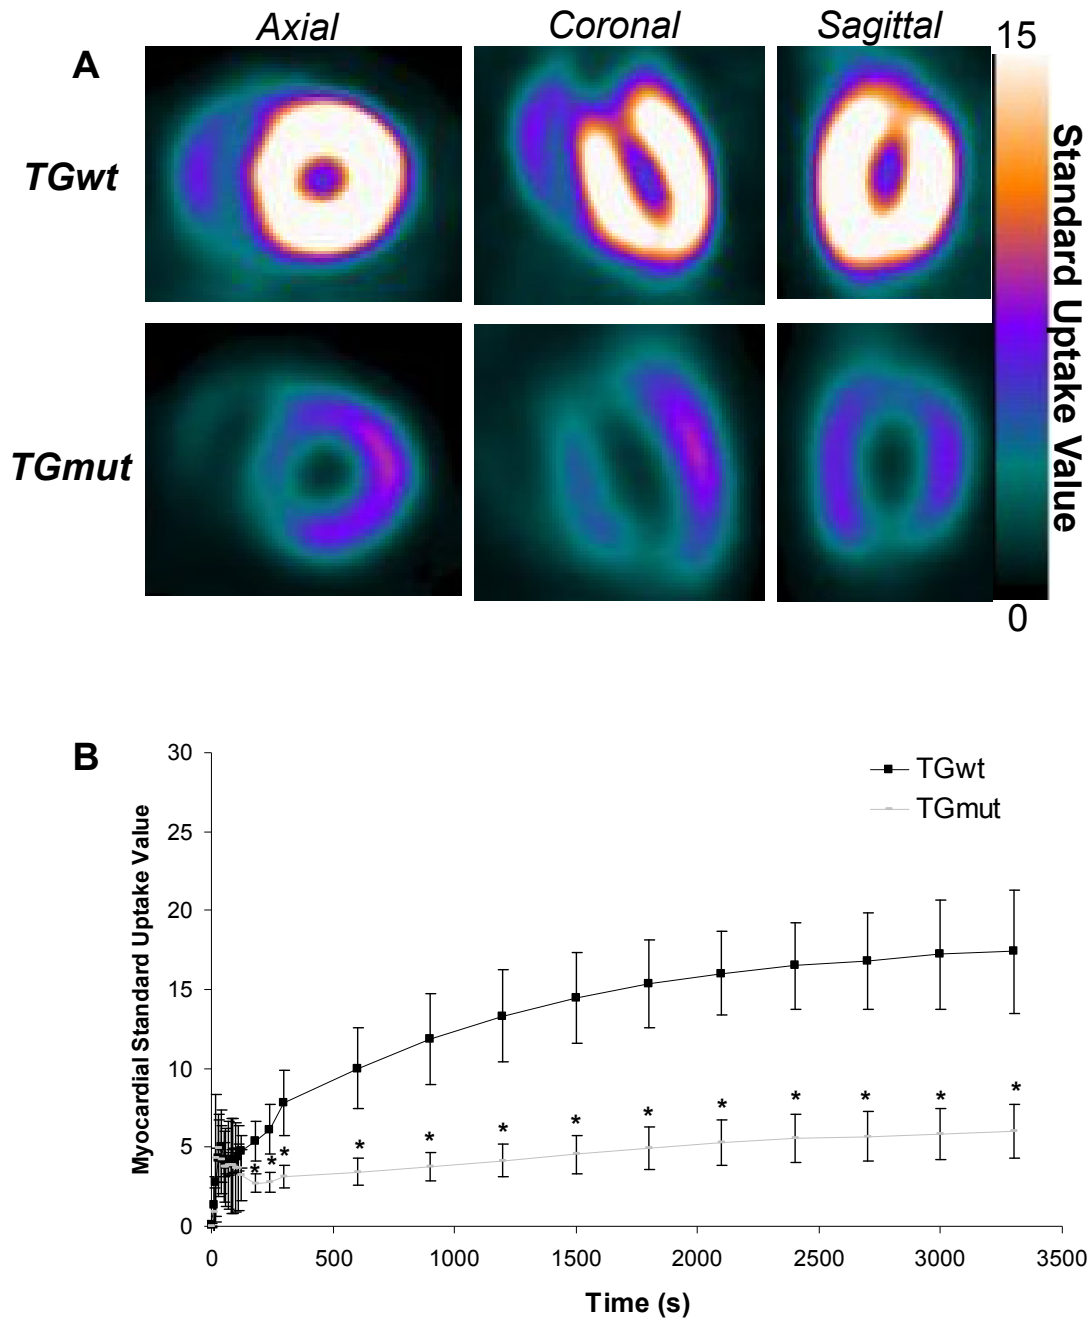 Axial Coronal Sagittal 15
A
TGwt
TGmut
Standard Uptake Value
0
B
30
25
20
15
10
5
0
Myocardial Standard Uptake Value
TGwt
TGmut
* * * * * * * * * * * * *
0 500 1000 1500 2000 2500 3000 3500
Time (s)